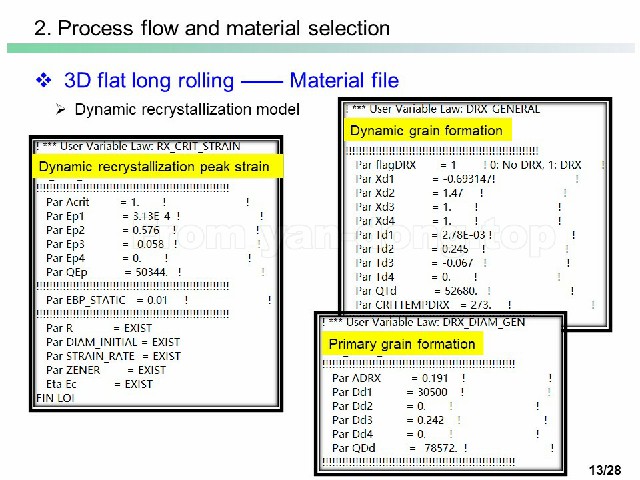 2. Process flow and material selection
❖ 3D flat long rolling —— Material file
➢ Dynamic recrystallization model
! *** User Variable Law: RX_CRIT_STRAIN
Dynamic recrystallization peak strain
!!!!!!!!!!!!!!!!!!!!!!!!!!!!!!!!!!!!!!!!!!!!!!!!!!!!!!!!
Par Acrit = 1. ! !
Par Ep1 = 3.13E-4 ! !
Par Ep2 = 0.576 ! !
Par Ep3 = 0.058 ! !
Par Ep4 = 0. ! !
Par QEp = 50344. ! !
!!!!!!!!!!!!!!!!!!!!!!!!!!!!!!!!!!!!!!!!!!!!!!!!!!!!!!!!
Par EBP_STATIC = 0.01 ! !
!!!!!!!!!!!!!!!!!!!!!!!!!!!!!!!!!!!!!!!!!!!!!!!!!!!!!!!!
Par R = EXIST
Par DIAM_INITIAL = EXIST
Par STRAIN_RATE = EXIST
Par ZENER = EXIST
Eta Ec = EXIST
FIN LOI
! *** User Variable Law: DRX_GENERAL
Dynamic grain formation
!!!!!!!!!!!!!!!!!!!!!!!!!!!!!!!!!!!!!!!!!!!!!!!!!!!!!!!!
Par flagDRX = 1 ! 0: No DRX, 1: DRX !
Par Xd1 = -0.693147! !
Par Xd2 = 1.47 ! !
Par Xd3 = 1. ! !
Par Xd4 = 1. ! !
Par Td1 = 2.78E-03 ! !
Par Td2 = 0.245 ! !
Par Td3 = -0.067 ! !
Par Td4 = 0. ! !
Par QTd = 52680. ! !
Par CRITTEMPDRX = 273. ! !
! *** User Variable Law: DRX_DIAM_GEN
Primary grain formation
!!!!!!!!!!!!!!!!!!!!!!!!!!!!!!!!!!!!!!!!!!!!!!!!!!!!!!!!
Par ADRX = 0.191 ! !
Par Dd1 = 30500 ! !
Par Dd2 = 0. ! !
Par Dd3 = 0.242 ! !
Par Dd4 = 0. ! !
Par QDd = 78572. ! !
!!!!!!!!!!!!!!!!!!!!!!!!!!!!!!!!!!!!!!!!!!!!!!!!!!!!!!!!
13/28